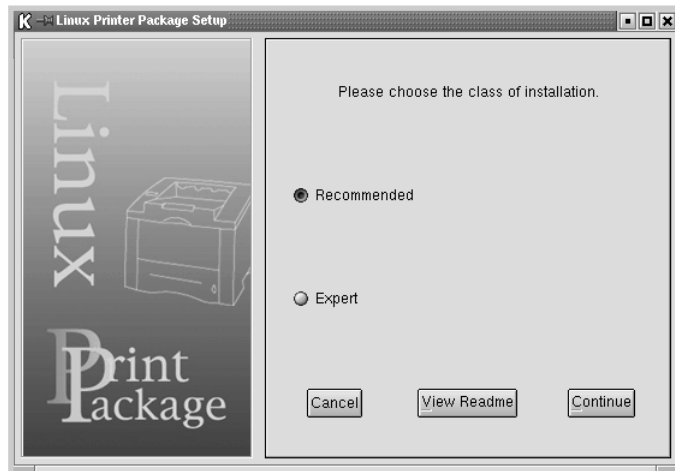 Linux Printer Package Setup
Linux
Print
Package
Please choose the class of installation.
Recommended
Expert
Cancel
View Readme
Continue